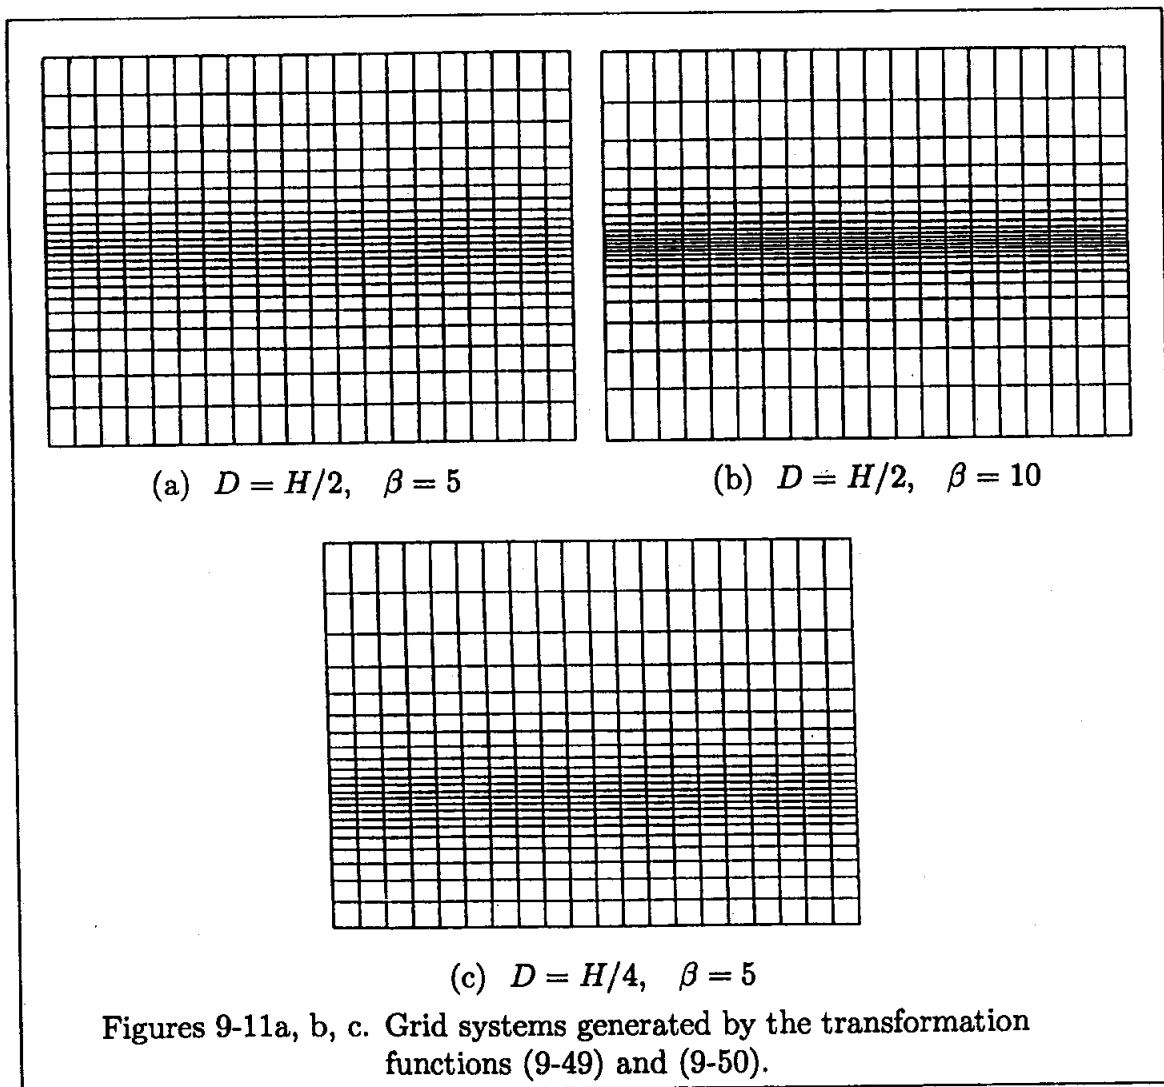 (a) D = H/2, β = 5
(b) D = H/2, β = 10
(c) D = H/4, β = 5
Figures 9-11a, b, c. Grid systems generated by the transformation
functions (9-49) and (9-50).